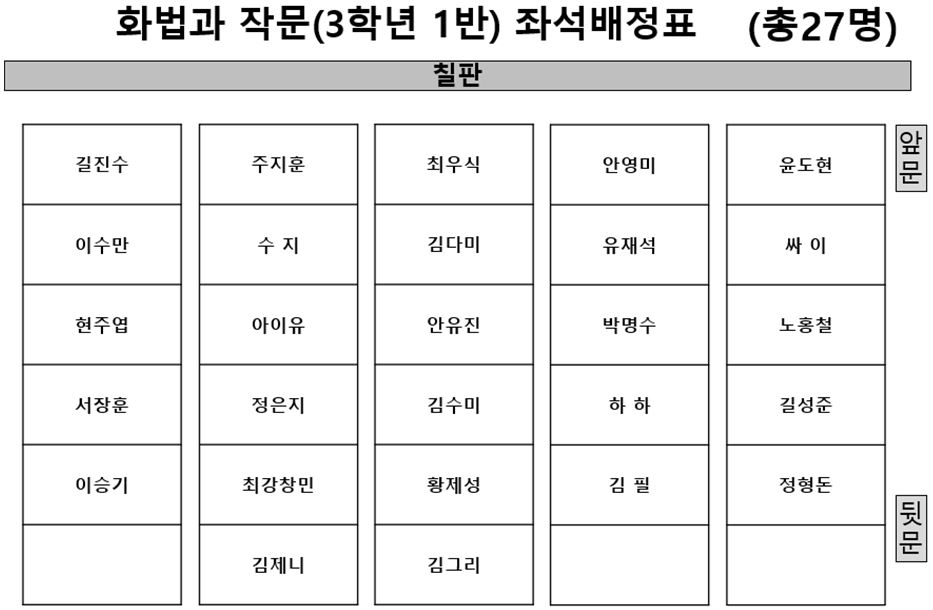 화법과 작문(3학년 1반) 좌석배정표 (총27명)
칠판
길진수 주지훈 최우식 안영미 윤도현
앞문
이수만 수 지 김다미 유재석 싸 이
현주엽 아이유 안유진 박명수 노홍철
서장훈 정은지 김수미 하 하 길성준
이승기 최강창민 황제성 김 필 정형돈
뒷문
김제니 김그리